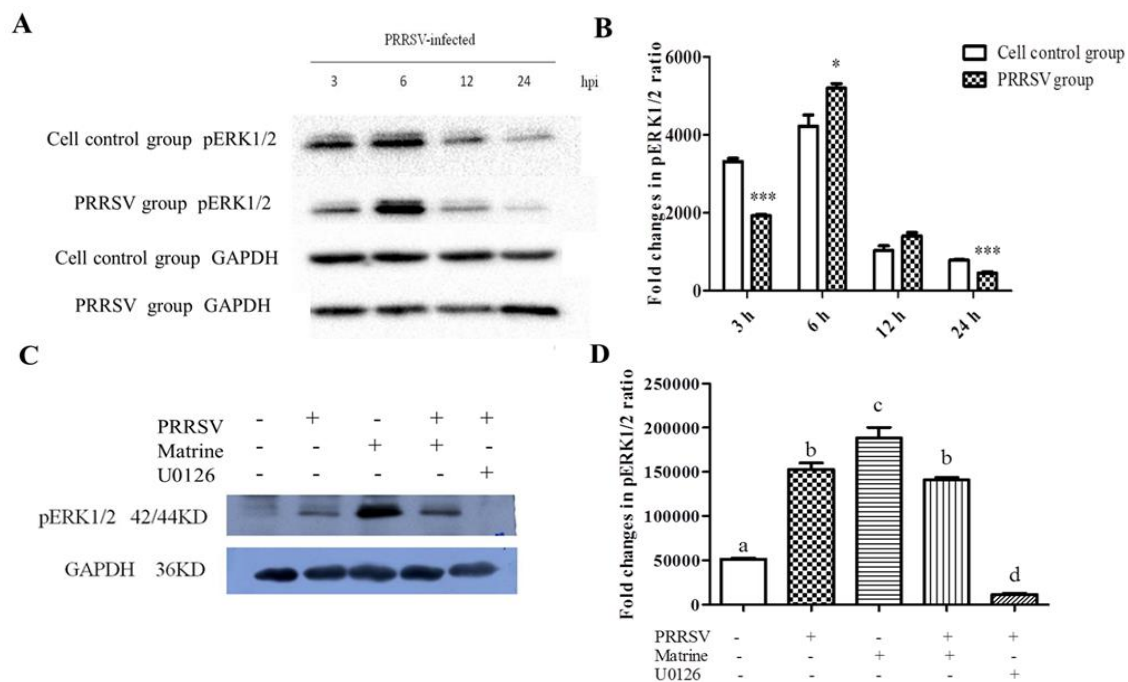 A
PRRSV-infected
3 6 12 24 hpi
Cell control group pERK1/2
PRRSV group pERK1/2
Cell control group GAPDH
PRRSV group GAPDH
B
Fold changes in pERK1/2 ratio
6000
4000
2000
0
Cell control group
PRRSV group
***
*
***
3 h
6 h
12 h
24 h
C
PRRSV - + - + +
Matrine - - + + -
U0126 - - - - +
pERK1/2 42/44KD
GAPDH 36KD
D
Fold changes in pERK1/2 ratio
250000
200000
150000
100000
50000
0
a
b
c
b
d
PRRSV - + - + +
Matrine - - + + -
U0126 - - - - +